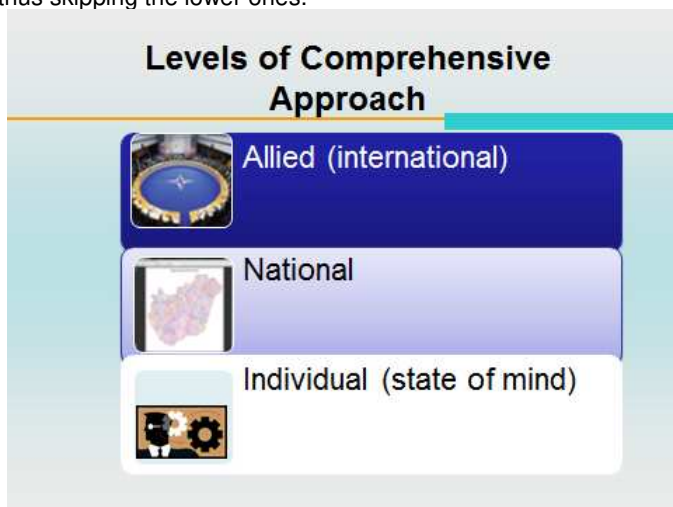 thus skipping the lower ones.
Levels of Comprehensive
Approach
Allied (international)
National
Individual (state of mind)